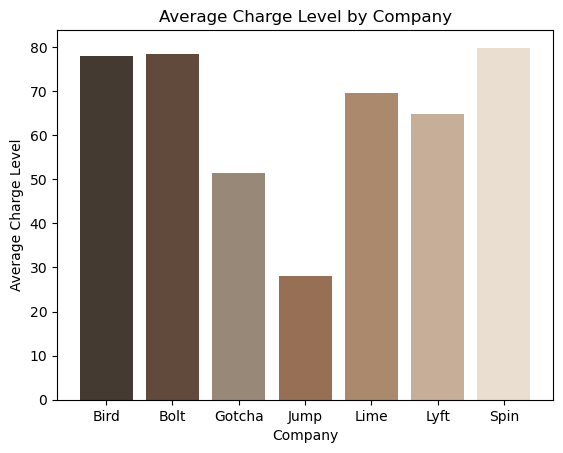 Average Charge Level by Company
Average Charge Level
80
70
60
50
40
30
20
10
0
Bird Bolt Gotcha Jump Lime Lyft Spin
Company